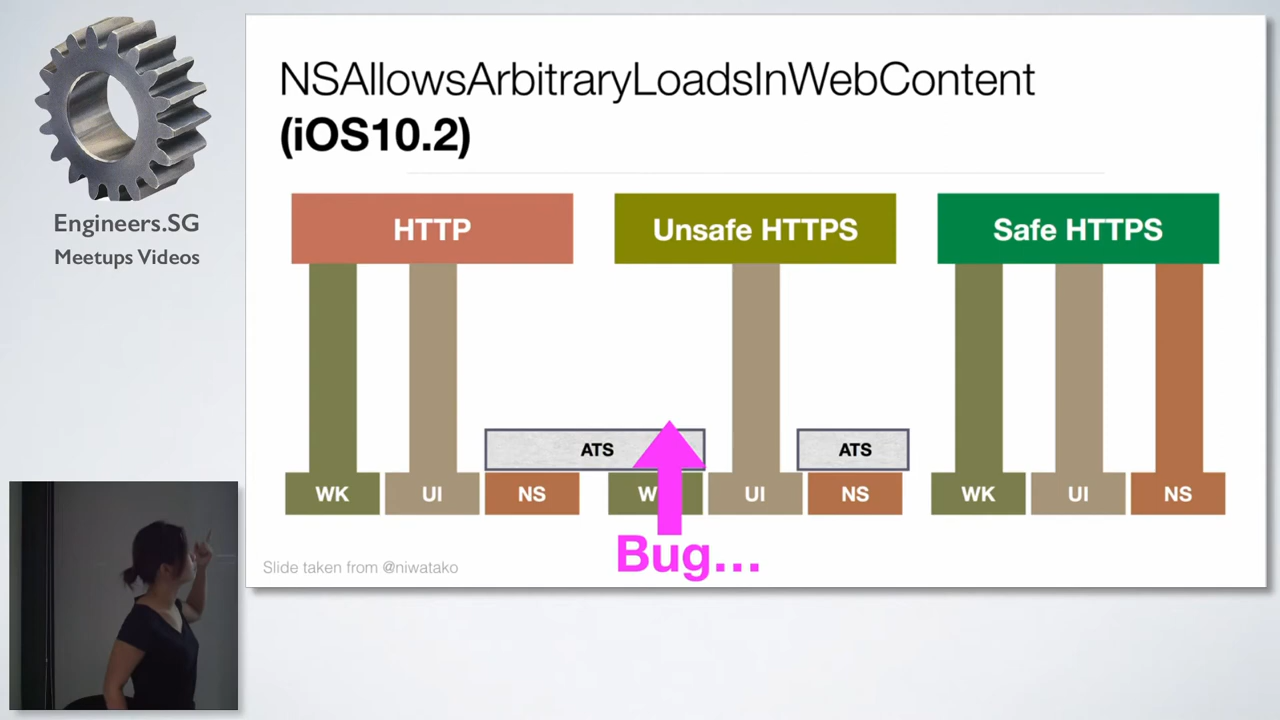 Engineers.SG
Meetups Videos
NSAllowsArbitraryLoadsInWebContent
(iOS10.2)
HTTP
Unsafe HTTPS
Safe HTTPS
ATS
ATS
WK
UI
NS
W
UI
NS
WK
UI
NS
Bug...
Slide taken from @niwatako